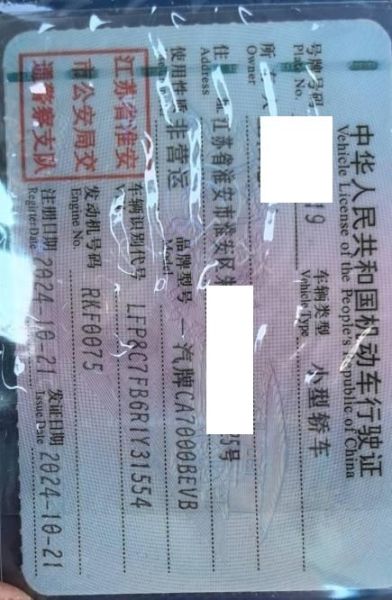 中华人民共和国机动车行驶证
Vehicle License of the People's Republic of China
号牌号码 19 车辆类型 小型轿车
Plate No. Vehicle Type
所 人
Owner
住 址 江苏省淮安市淮安区朱 35号
Address
使用性质 非营运 品牌型号 一汽牌CA7000BEVB
江苏省淮安
市公安局交
通警察支队
车辆识别代号 LFP8C7FB6R1Y31554
发动机号码 RKF0075
Engine No.
注册日期 2024-10-21 发证日期 2024-10-21
Register Date Issue Date